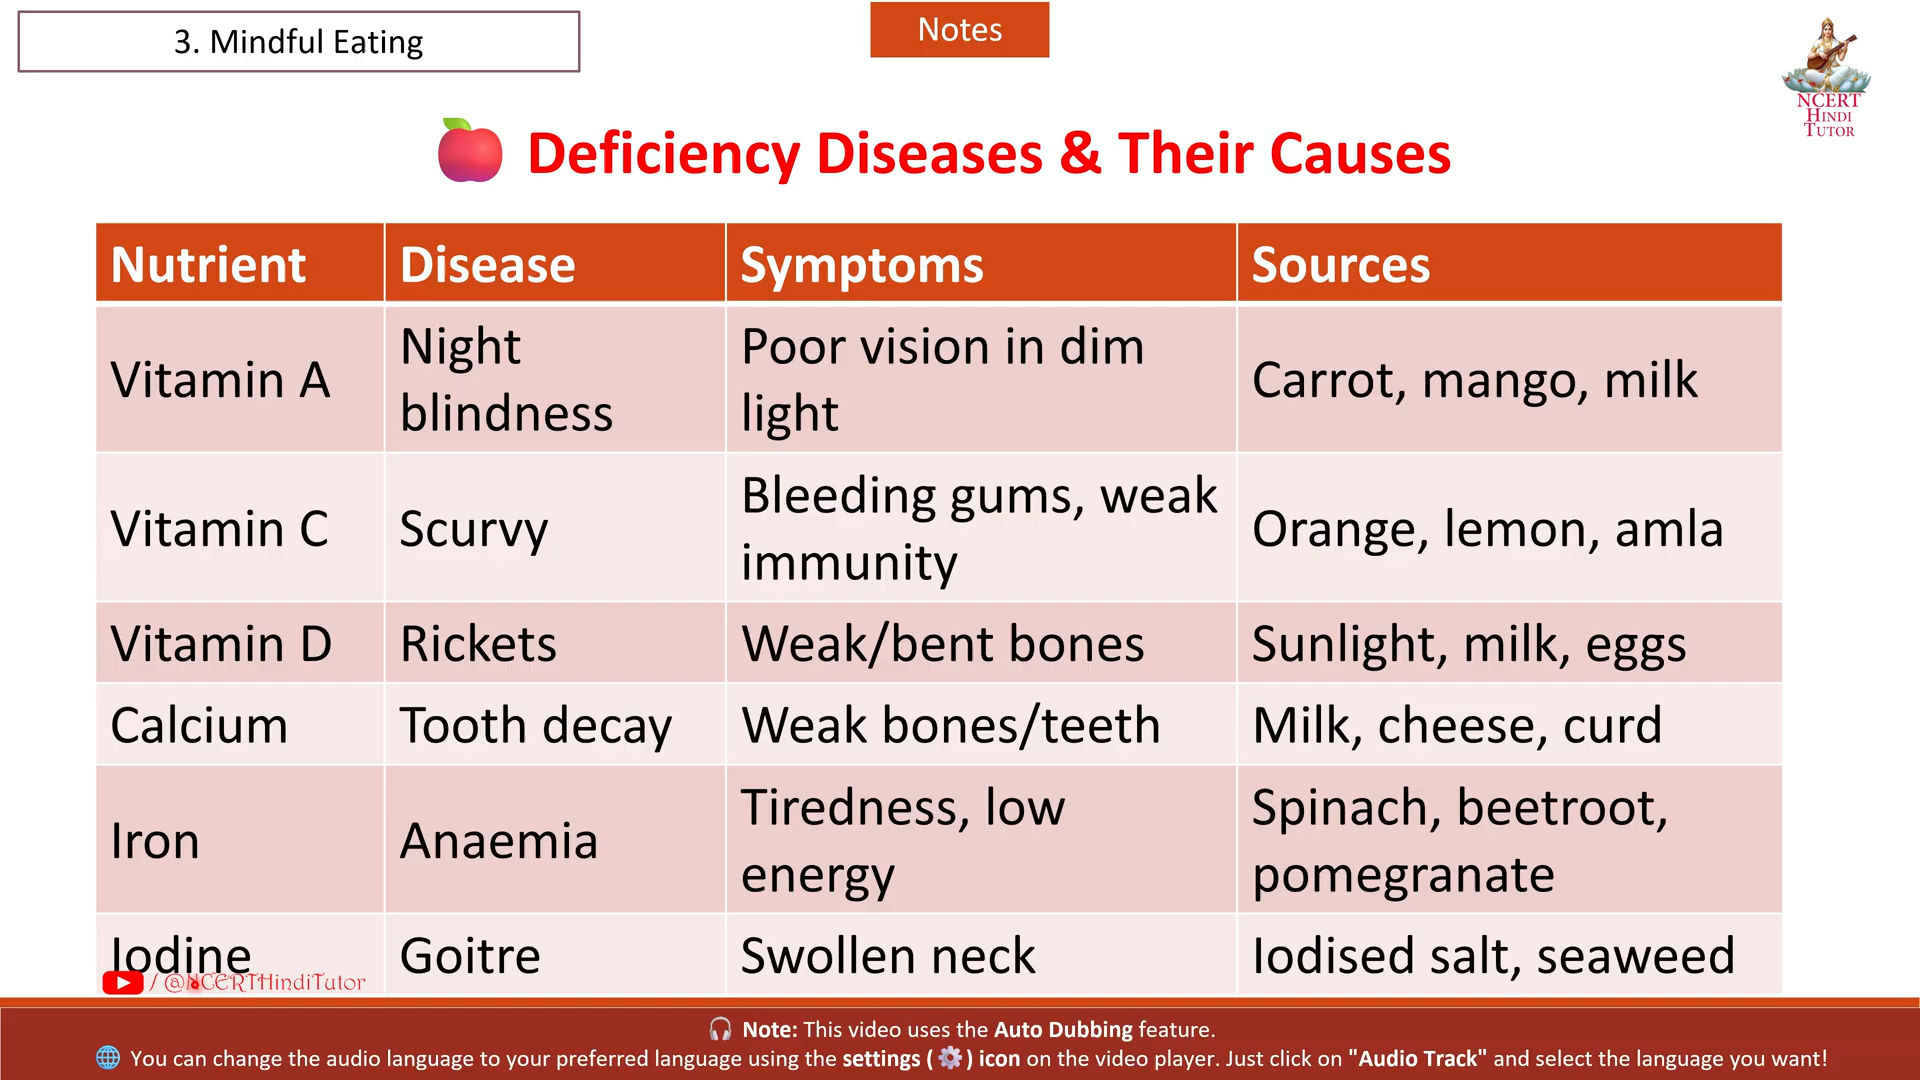 3. Mindful Eating
Notes
NCERT
HINDI
TUTOR
Deficiency Diseases & Their Causes
Nutrient Disease Symptoms Sources
Vitamin A Night blindness Poor vision in dim light Carrot, mango, milk
Vitamin C Scurvy Bleeding gums, weak immunity Orange, lemon, amla
Vitamin D Rickets Weak/bent bones Sunlight, milk, eggs
Calcium Tooth decay Weak bones/teeth Milk, cheese, curd
Iron Anaemia Tiredness, low energy Spinach, beetroot, pomegranate
Iodine Goitre Swollen neck Iodised salt, seaweed
/ @NCERTHindiTutor
Note: This video uses the Auto Dubbing feature.
You can change the audio language to your preferred language using the settings ( ⚙ ) icon on the video player. Just click on "Audio Track" and select the language you want!